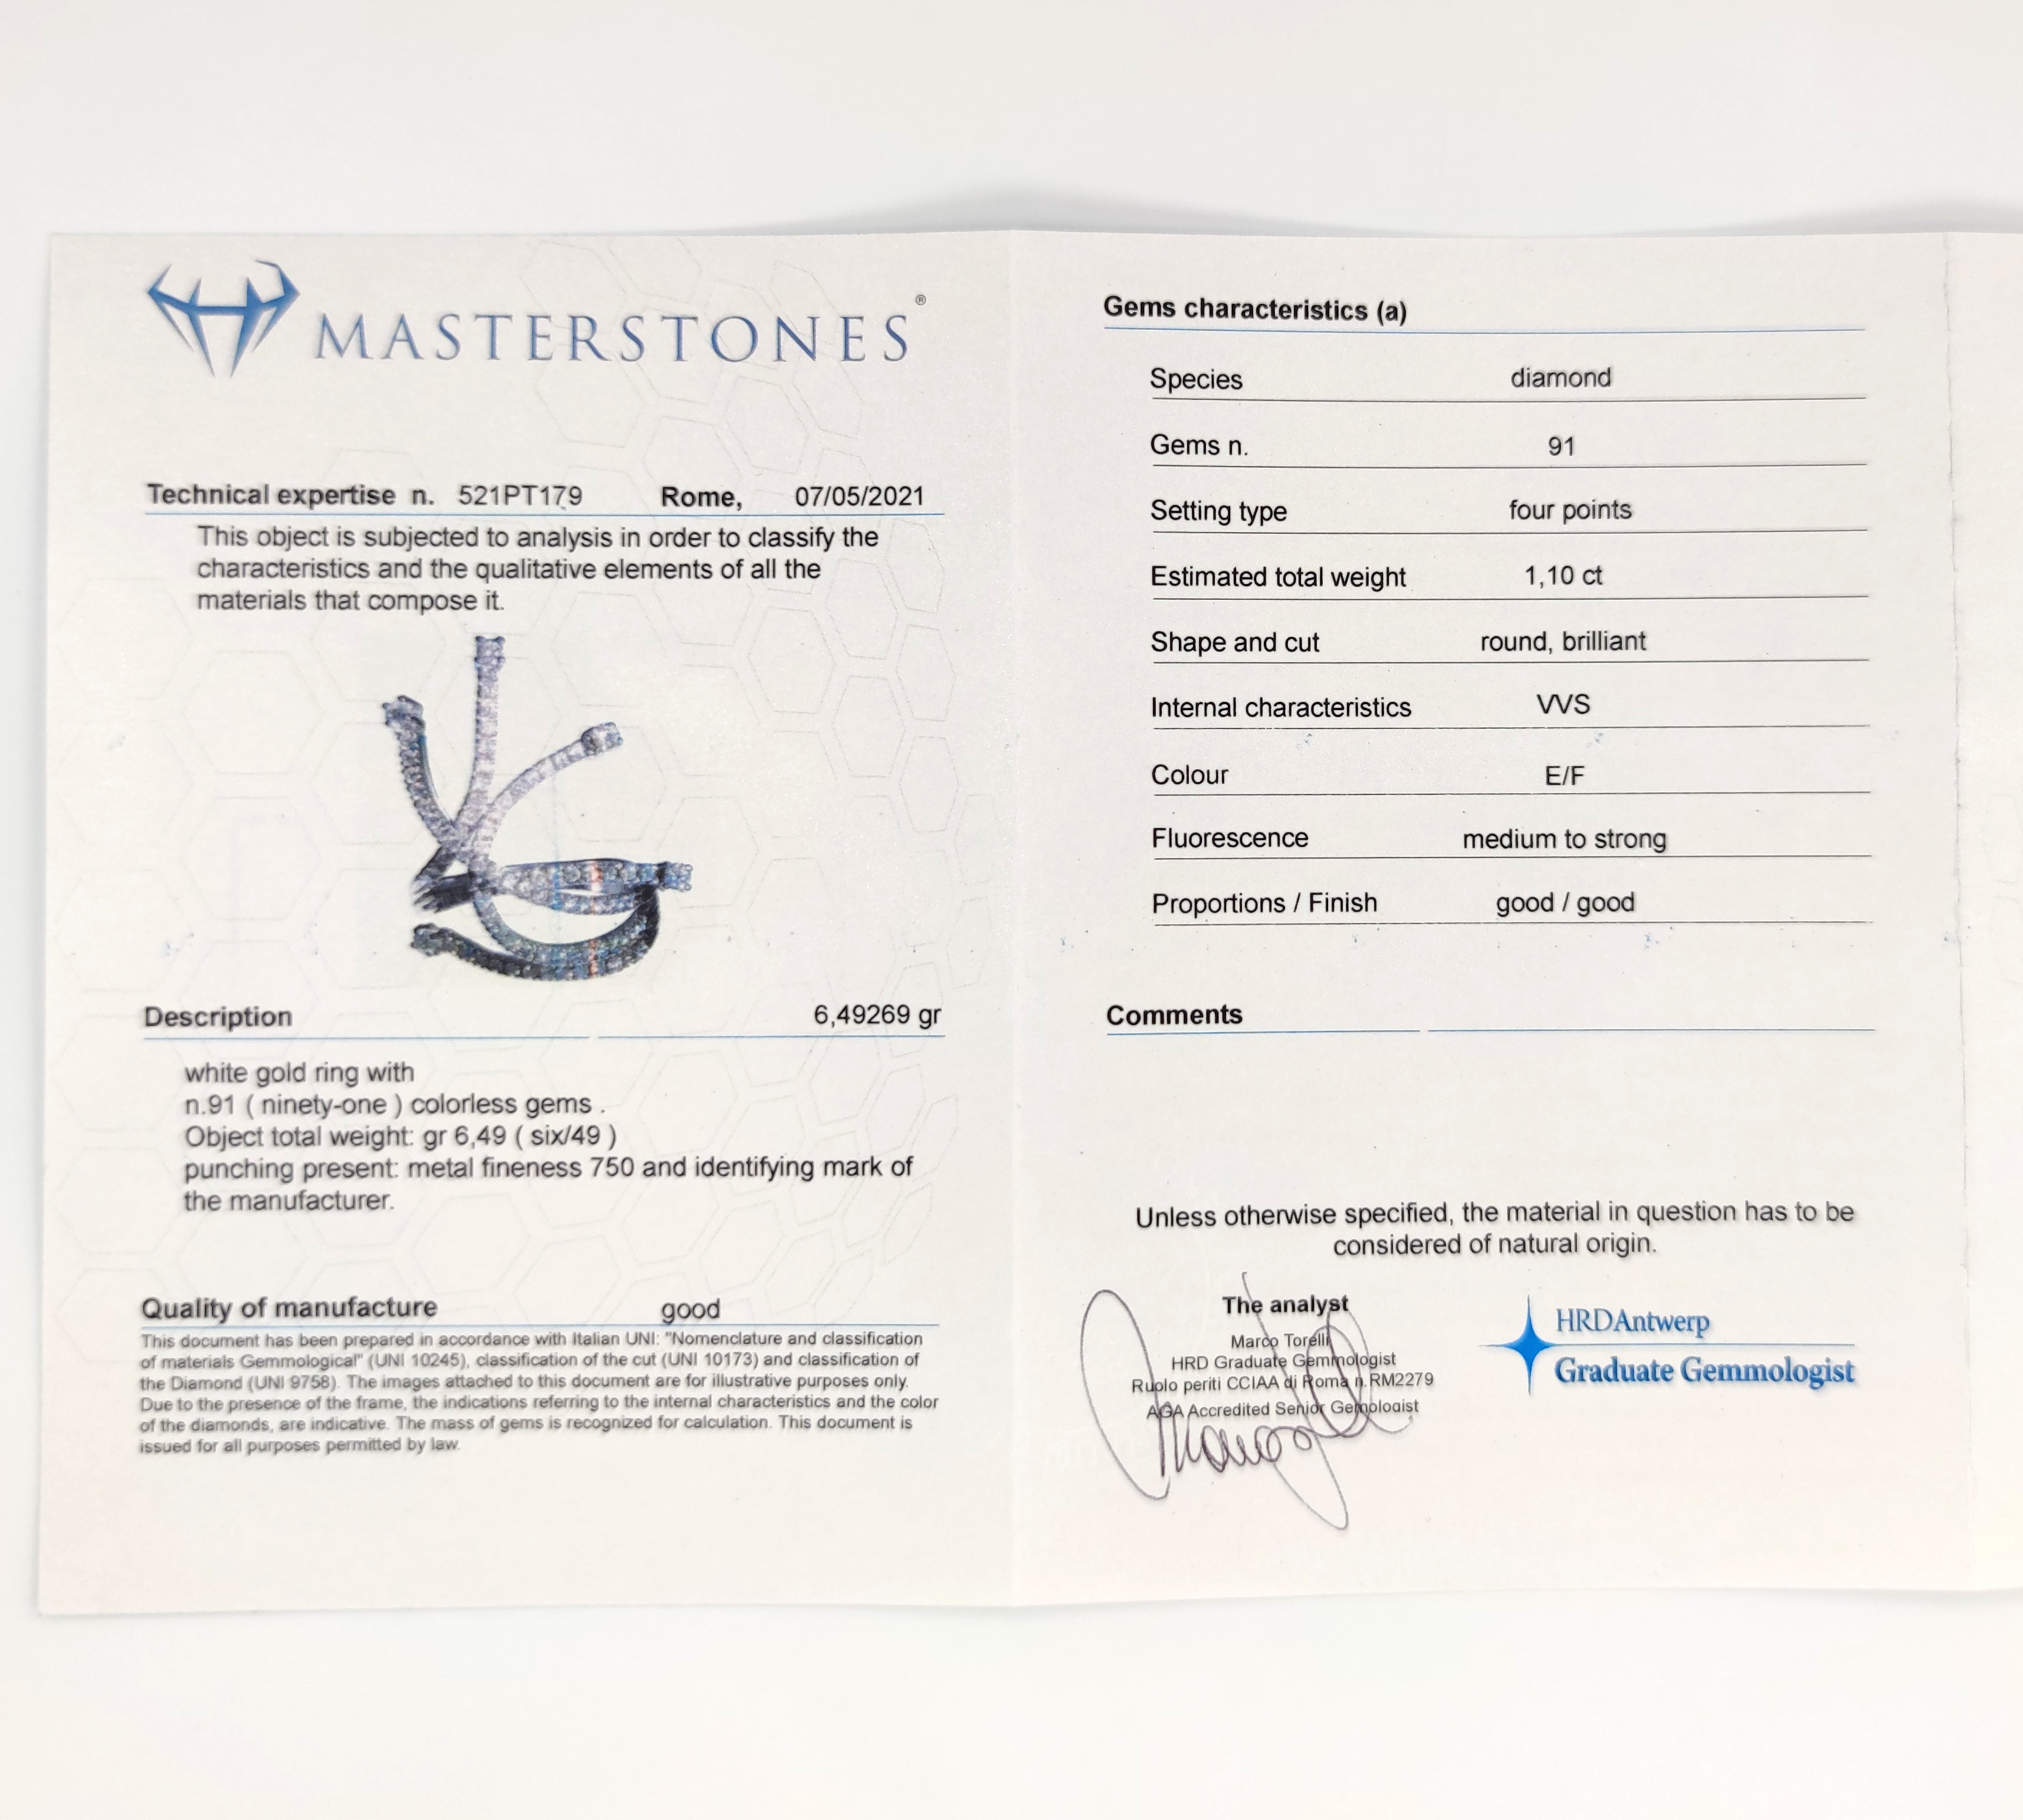 MASTERSTONES®
Technical expertise n. 521PT179 Rome, 07/05/2021
This object is subjected to analysis in order to classify the
characteristics and the qualitative elements of all the
materials that compose it.
Description 6,49269 gr
white gold ring with
n.91 ( ninety-one ) colorless gems .
Object total weight: gr 6,49 ( six/49 )
punching present: metal fineness 750 and identifying mark of
the manufacturer.
Quality of manufacture good
This document has been prepared in accordance with Italian UNI: "Nomenclature and classification
of materials Gemmological" (UNI 10245), classification of the cut (UNI 10173) and classification of
the Diamond (UNI 9758). The images attached to this document are for illustrative purposes only.
Due to the presence of the frame, the indications referring to the internal characteristics and the color
of the diamonds, are indicative. The mass of gems is recognized for calculation. This document is
issued for all purposes permitted by law.
Gems characteristics (a)
Species diamond
Gems n. 91
Setting type four points
Estimated total weight 1,10 ct
Shape and cut round, brilliant
Internal characteristics VVS
Colour E/F
Fluorescence medium to strong
Proportions / Finish good / good
Comments
Unless otherwise specified, the material in question has to be
considered of natural origin.
The analyst
Marco Torelli
HRD Graduate Gemmologist
Ruolo periti CCIAA di Roma n.RM2279
AGA Accredited Senior Gemologist
HRDAntwerp
Graduate Gemmologist